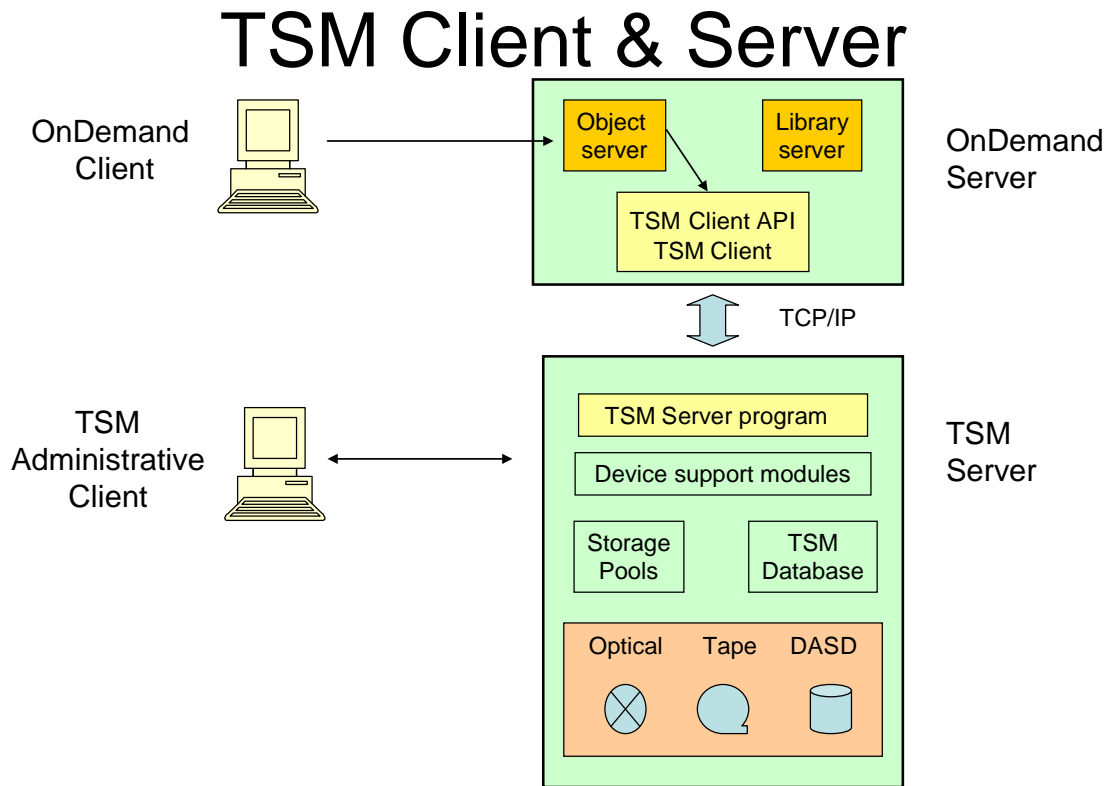 TSM Client & Server
OnDemand
Client
Object
server
Library
server
OnDemand
Server
TSM Client API
TSM Client
TCP/IP
TSM
Administrative
Client
TSM Server program
Device support modules
Storage
Pools
TSM
Database
TSM
Server
Optical
Tape
DASD